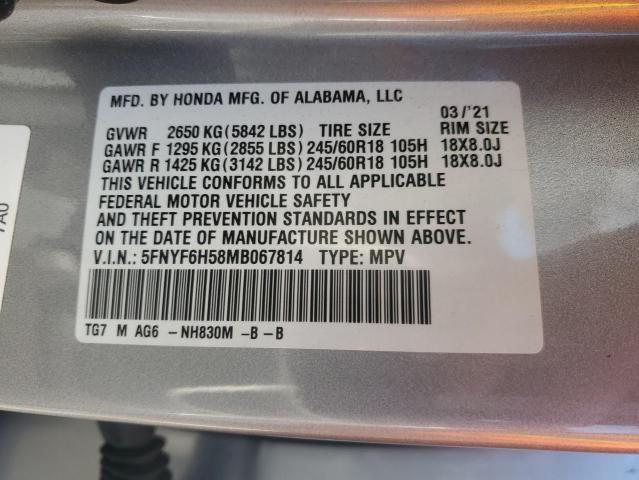 MFD. BY HONDA MFG. OF ALABAMA, LLC
03/'21
GVWR 2650 KG(5842 LBS) TIRE SIZE RIM SIZE
GAWR F 1295 KG(2855 LBS) 245/60R18 105H 18X8.0J
GAWR R 1425 KG(3142 LBS) 245/60R18 105H 18X8.0J
THIS VEHICLE CONFORMS TO ALL APPLICABLE
FEDERAL MOTOR VEHICLE SAFETY
AND THEFT PREVENTION STANDARDS IN EFFECT
ON THE DATE OF MANUFACTURE SHOWN ABOVE.
V.I.N.: 5FNYF6H58MB067814 TYPE: MPV
TG7 M AG6 -NH830M -B-B